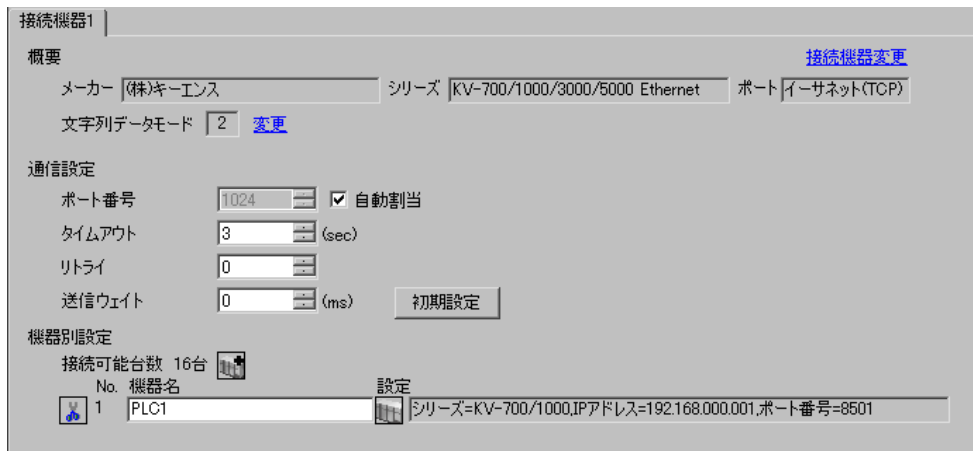 接続機器1
概要 接続機器変更
メーカー (株)キーエンス シリーズ KV-700/1000/3000/5000 Ethernet ポート イーサネット(TCP)
文字列データモード 2 変更
通信設定
ポート番号 1024 自動割当
タイムアウト 3 (sec)
リトライ 0
送信ウェイト 0 (ms) 初期設定
機器別設定
接続可能台数 16台
No. 機器名 設定
1 PLC1 シリーズ=KV-700/1000,IPアドレス=192.168.000.001,ポート番号=8501